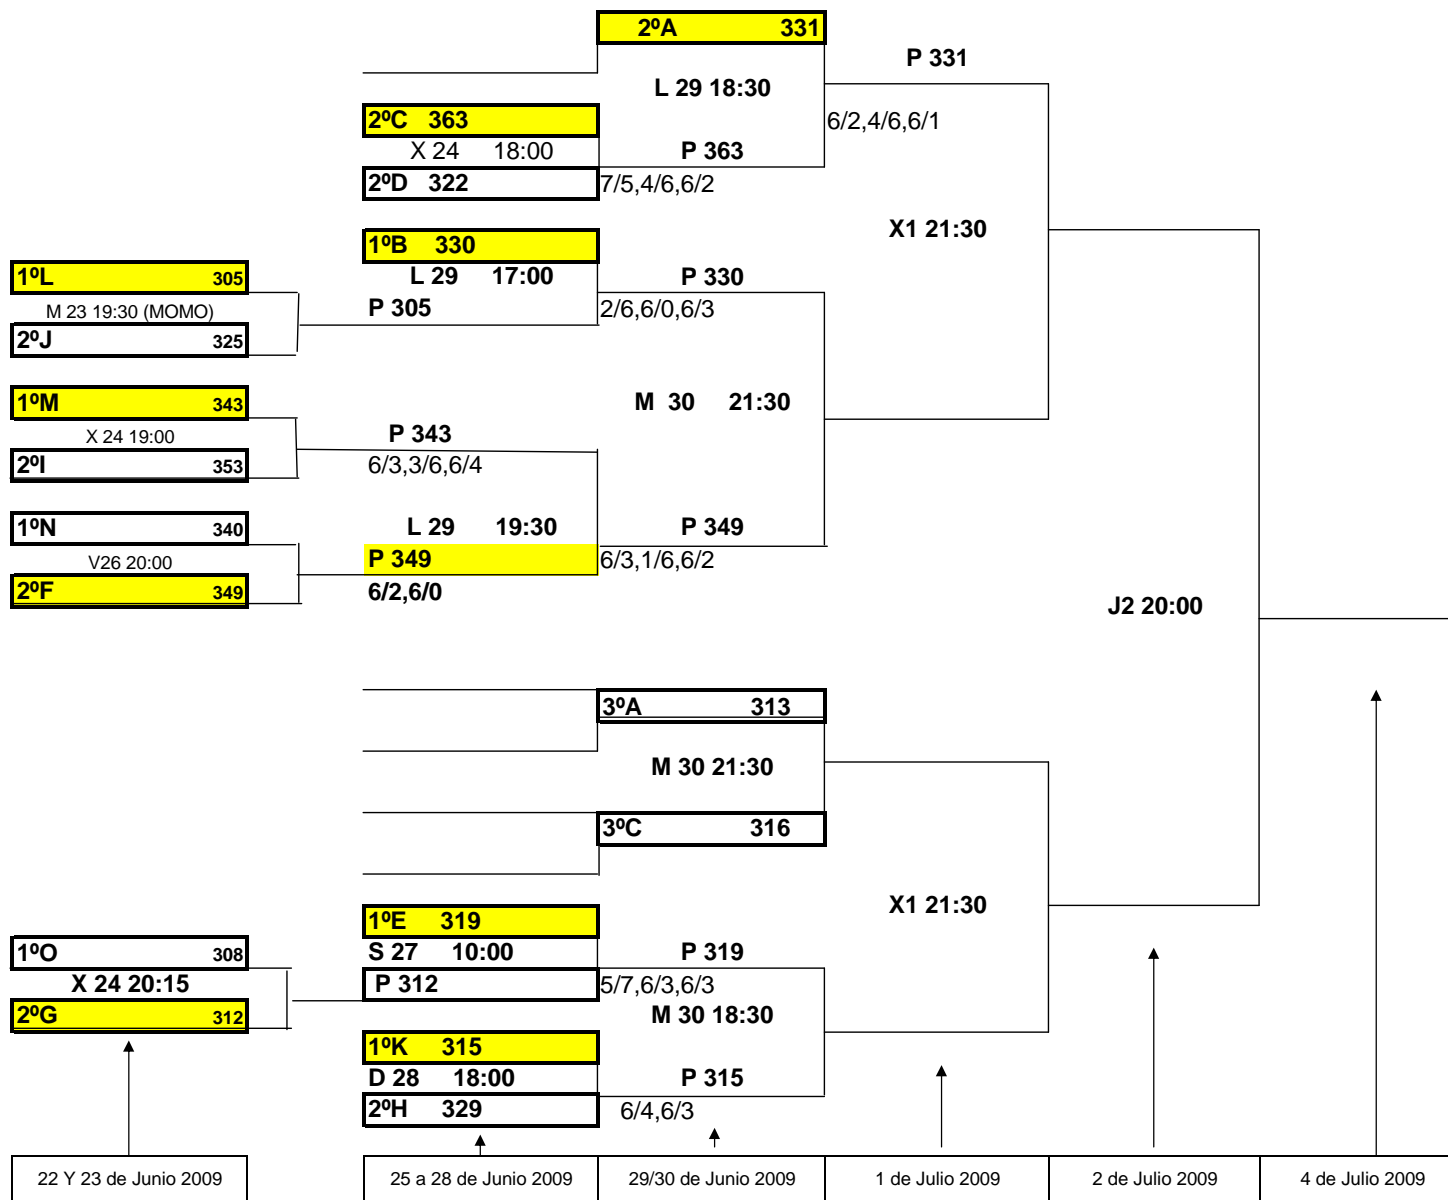 2ºA 331
P 331
L 29 18:30
2ºC 363
6/2,4/6,6/1
X 24 18:00
P 363
2ºD 322
7/5,4/6,6/2
X1 21:30
1ºB 330
1ºL 305
L 29 17:00
P 330
M 23 19:30 (MOMO)
P 305
2/6,6/0,6/3
2ºJ 325
1ºM 343
M 30 21:30
X 24 19:00
P 343
2ºI 353
6/3,3/6,6/4
1ºN 340
L 29 19:30
P 349
V26 20:00
P 349
6/3,1/6,6/2
2ºF 349
6/2,6/0
J2 20:00
3ºA 313
M 30 21:30
3ºC 316
X1 21:30
1ºE 319
1ºO 308
S 27 10:00
P 319
X 24 20:15
P 312
5/7,6/3,6/3
2ºG 312
M 30 18:30
1ºK 315
D 28 18:00
P 315
2ºH 329
6/4,6/3
22 Y 23 de Junio 2009
25 a 28 de Junio 2009
29/30 de Junio 2009
1 de Julio 2009
2 de Julio 2009
4 de Julio 2009